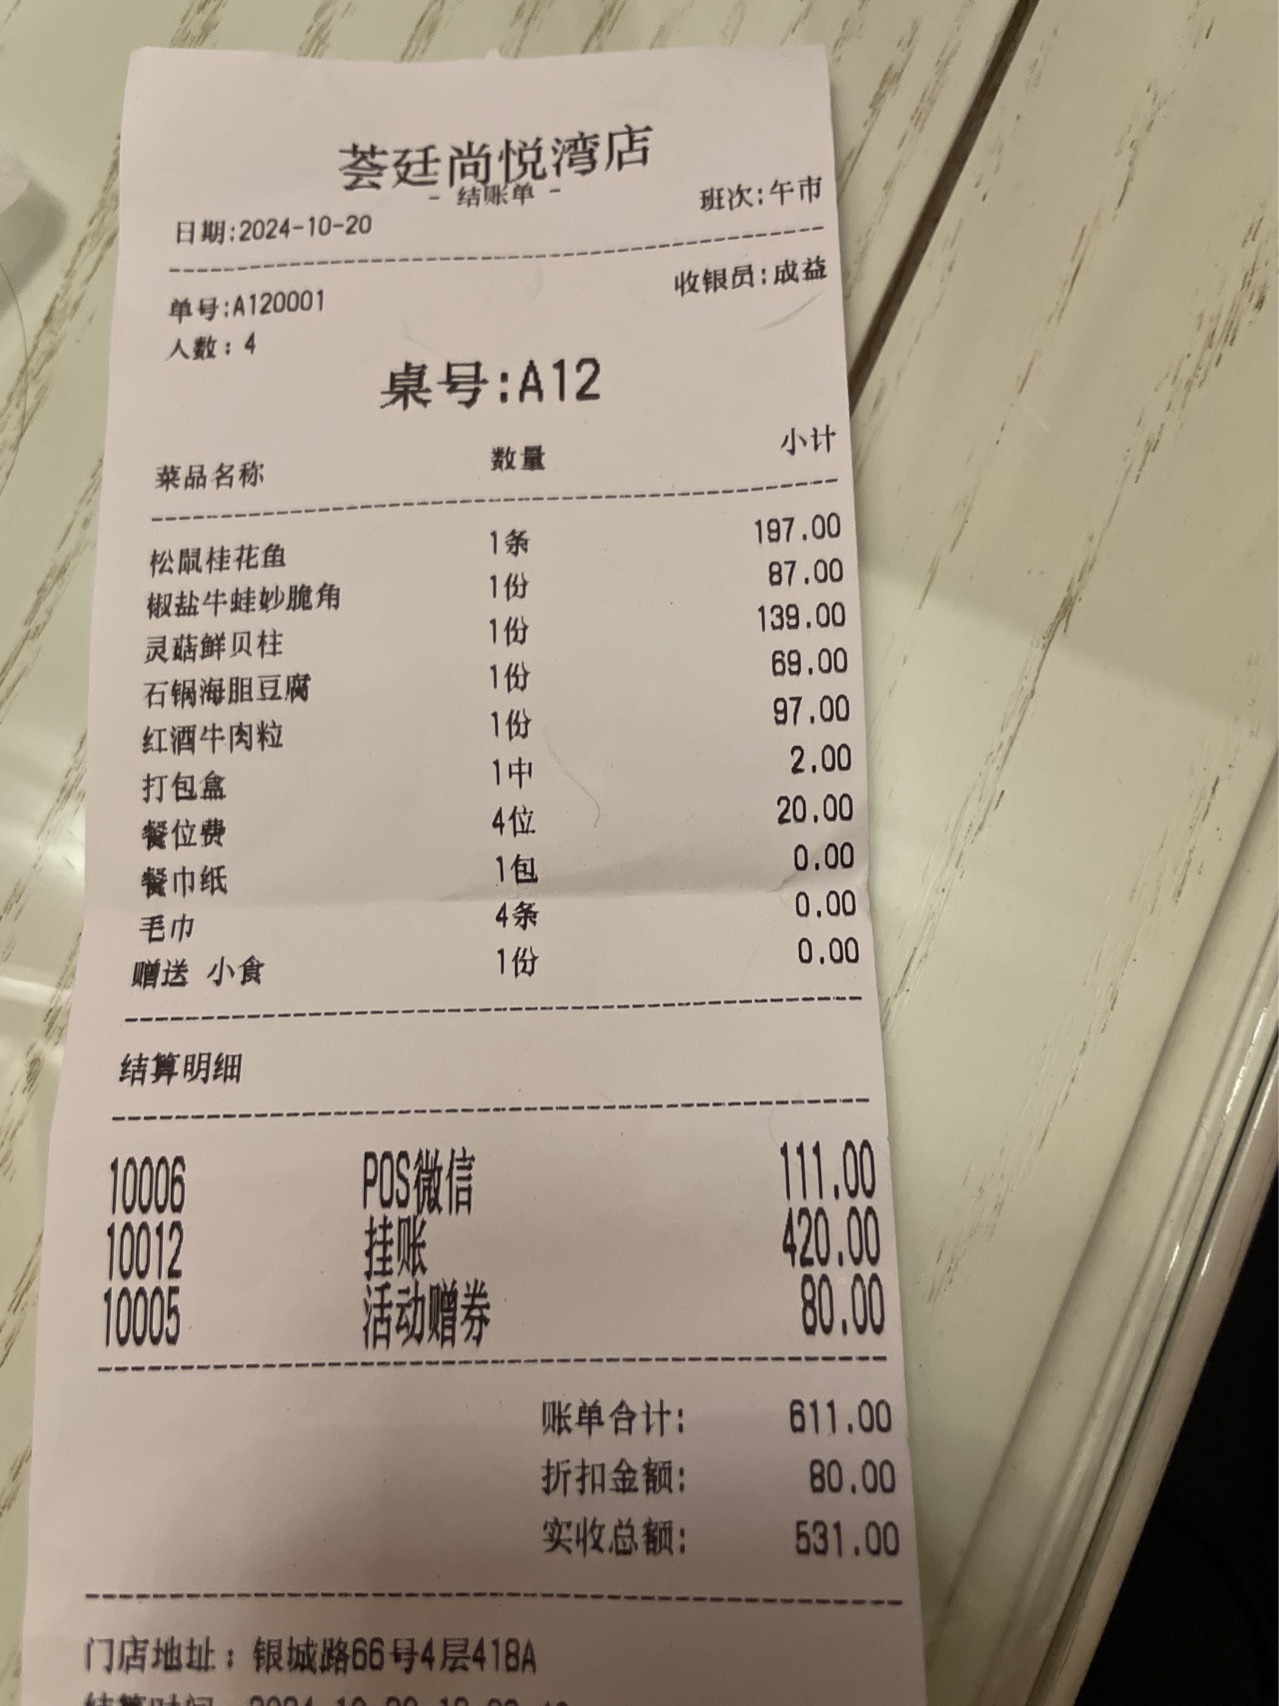 荟廷尚悦湾店
- 结账单 -
日期:2024-10-20 班次:午市
单号:A120001 收银员:成益
人数: 4
桌号:A12
菜品名称 数量 小计
松鼠桂花鱼 1条 197.00
椒盐牛蛙妙脆角 1份 87.00
灵菇鲜贝柱 1份 139.00
石锅海胆豆腐 1份 69.00
红酒牛肉粒 1份 97.00
打包盒 1中 2.00
餐位费 4位 20.00
餐巾纸 1包 0.00
毛巾 4条 0.00
赠送 小食 1份 0.00
结算明细
10006 POS微信 111.00
10012 挂账 420.00
10005 活动赠券 80.00
账单合计: 611.00
折扣金额: 80.00
实收总额: 531.00
门店地址: 银城路66号4层418A
结算时间